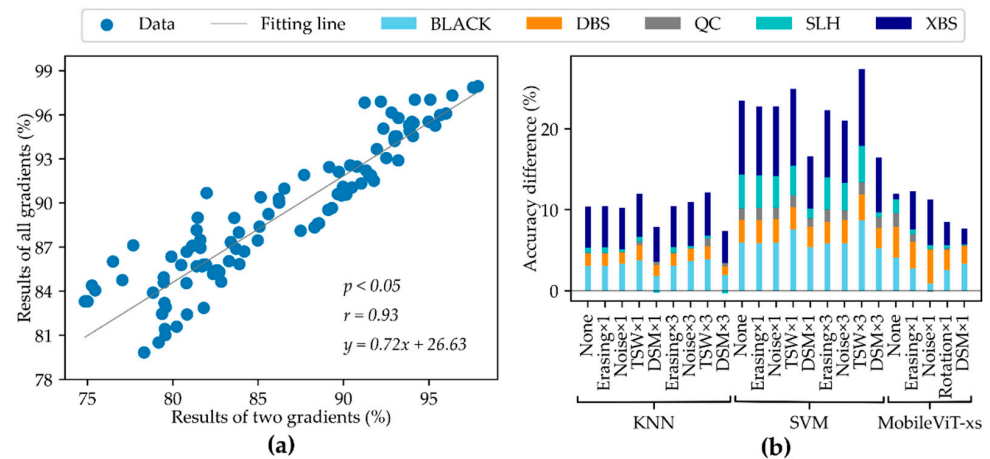 Data Fitting line BLACK DBS QC SLH XBS
Results of all gradients (%)
99
96
93
90
87
84
81
78
p < 0.05
r = 0.93
y = 0.72x + 26.63
75 80 85 90 95
Results of two gradients (%)
(a)
Accuracy difference (%)
20
10
0
None
Erasing×1
Noise×1
TSW×1
DSM×1
Erasing×3
Noise×3
TSW×3
DSM×3
None
Erasing×1
Noise×1
TSW×1
DSM×1
Erasing×3
Noise×3
TSW×3
DSM×3
None
Erasing×1
Noise×1
Rotation×1
DSM×1
KNN SVM MobileViT-xs
(b)